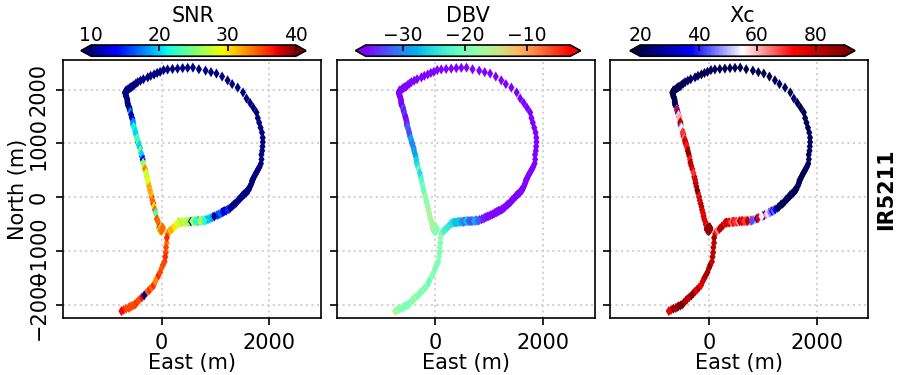 SNR
DBV
Xc
10 20 30 40
−30 −20 −10
20 40 60 80
North (m)
2000
1000
0
−1000
−2000
IR5211
0 2000
0 2000
0 2000
East (m)
East (m)
East (m)